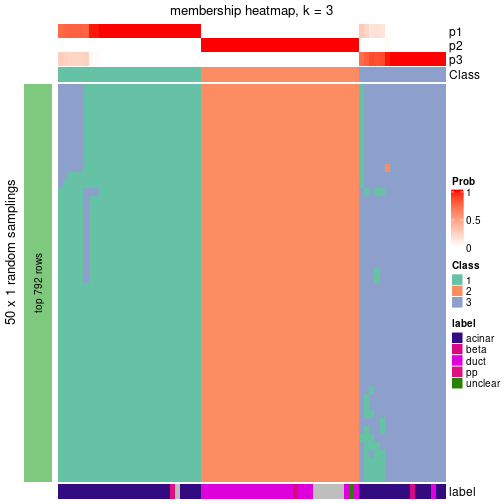 membership heatmap, k = 3
p1
p2
p3
Class
50 x 1 random samplings
top 792 rows
Prob
1
0.5
0
Class
1
2
3
label
acinar
beta
duct
pp
unclear
label